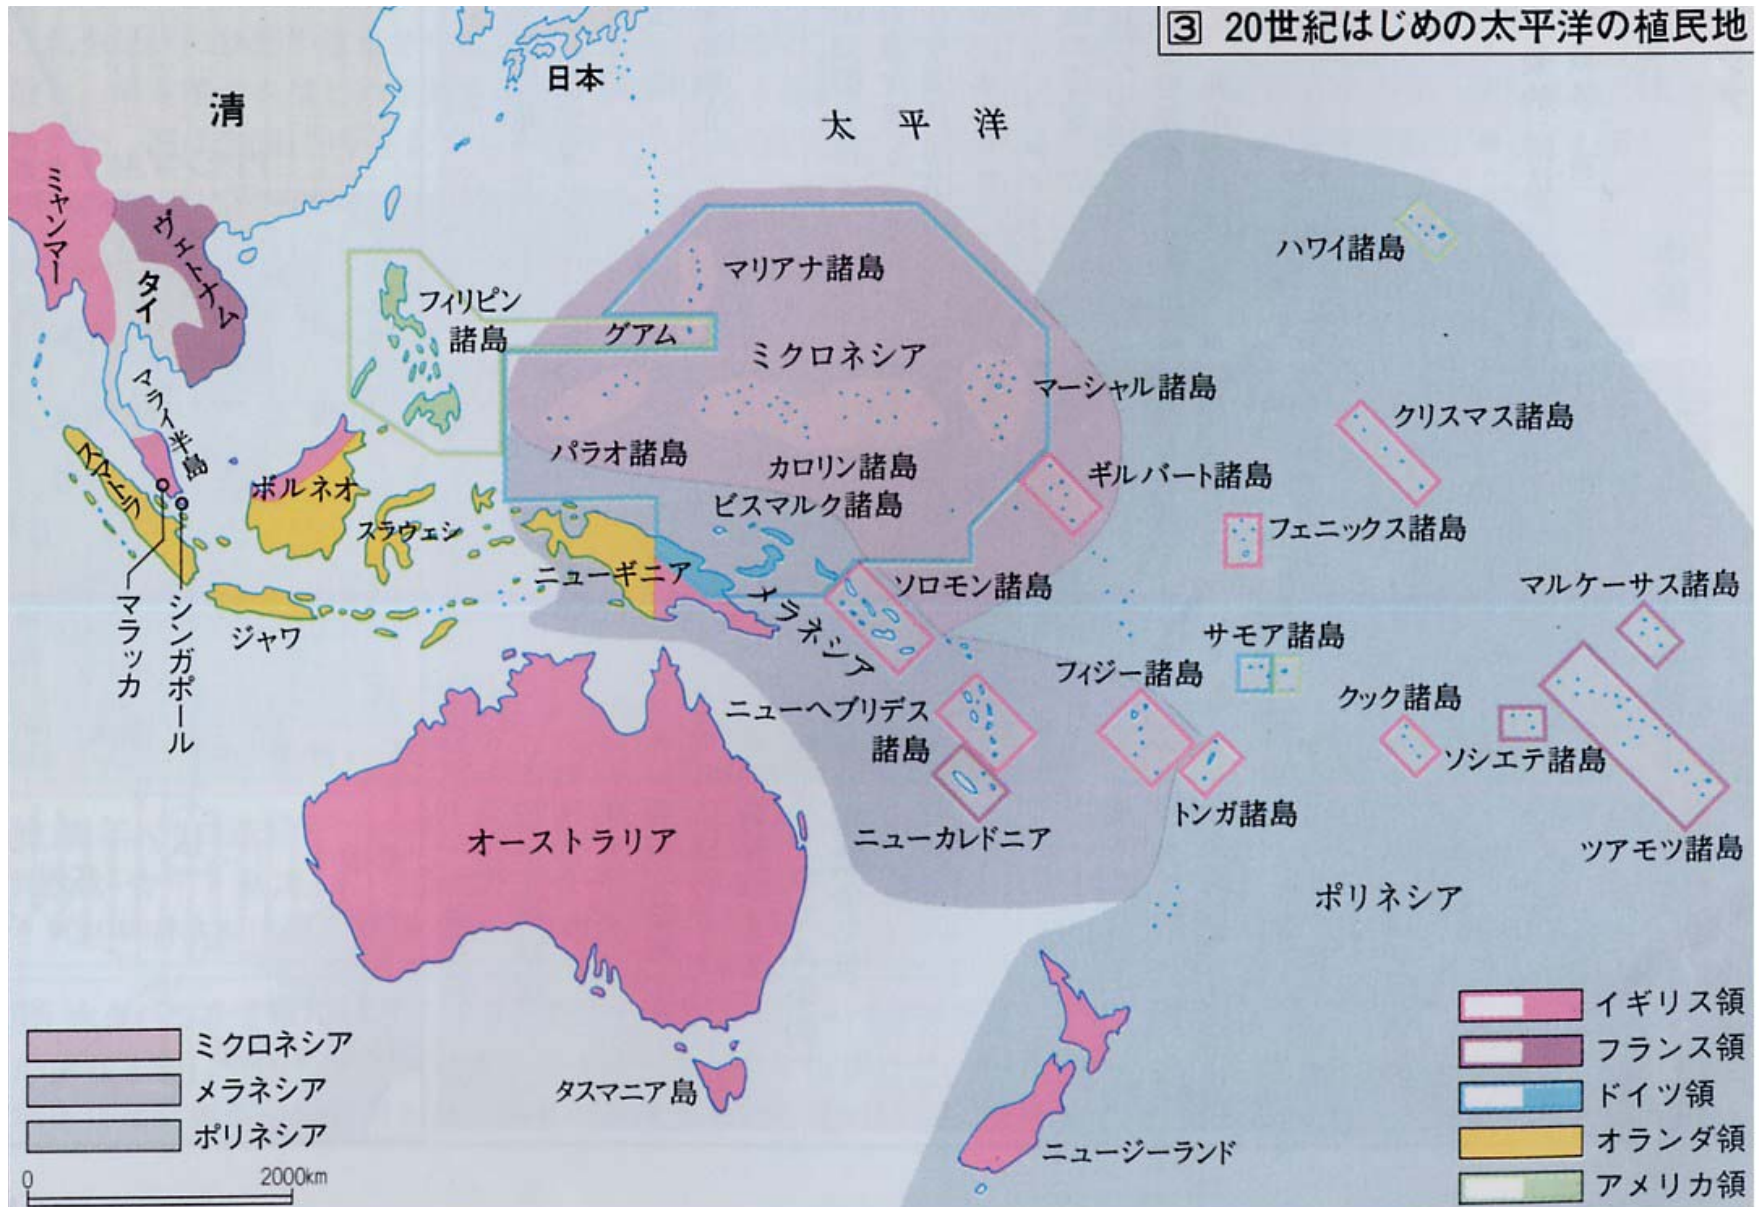 ③ 20世紀はじめの太平洋の植民地
日本
清
太平洋
ミャンマー
ヴェトナム
タイ
ハワイ諸島
マリアナ諸島
フィリピン
諸島
グアム
ミクロネシア
マーシャル諸島
マライ半島
クリスマス諸島
パラオ諸島
カロリン諸島
ギルバート諸島
スマトラ
ボルネオ
ビスマルク諸島
スラウェシ
フェニックス諸島
ニューギニア
ソロモン諸島
マルケーサス諸島
メラネシア
マラッカ
シンガポール
ジャワ
サモア諸島
フィジー諸島
クック諸島
ニューヘブリデス
諸島
ソシエテ諸島
トンガ諸島
オーストラリア
ニューカレドニア
ツアモツ諸島
ポリネシア
タスマニア島
ニュージーランド
ミクロネシア
メラネシア
ポリネシア
0 2000km
イギリス領
フランス領
ドイツ領
オランダ領
アメリカ領